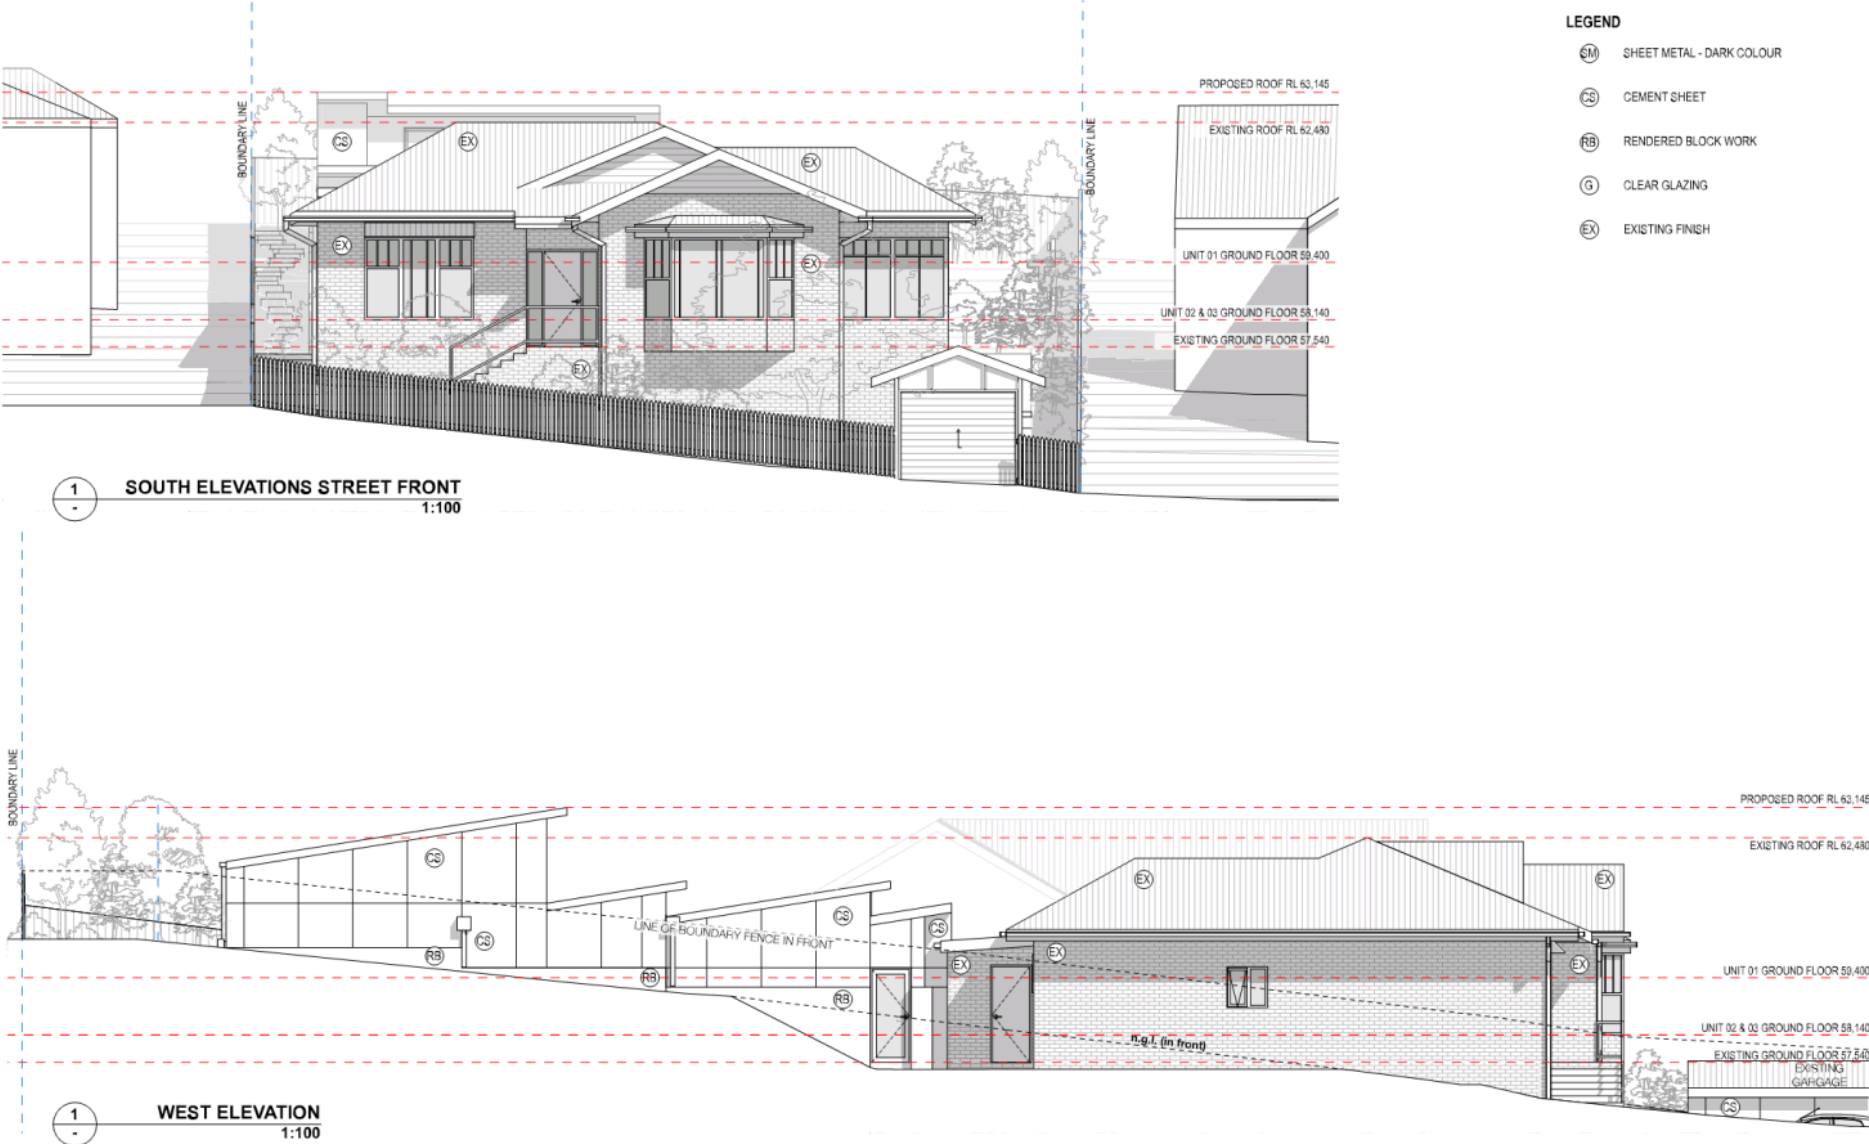 LEGEND
SM SHEET METAL - DARK COLOUR
CS CEMENT SHEET
RB RENDERED BLOCK WORK
G CLEAR GLAZING
EX EXISTING FINISH
PROPOSED ROOF RL 63,145
EXISTING ROOF RL 62,480
UNIT 01 GROUND FLOOR 59,400
UNIT 02 & 03 GROUND FLOOR 58,140
EXISTING GROUND FLOOR 57,540
BOUNDARY LINE
BOUNDARY LINE
CS
EX
EX
EX
EX
EX
1
-
SOUTH ELEVATIONS STREET FRONT
1:100
BOUNDARY LINE
PROPOSED ROOF RL 63,145
EXISTING ROOF RL 62,480
UNIT 01 GROUND FLOOR 59,400
UNIT 02 & 03 GROUND FLOOR 58,140
EXISTING GROUND FLOOR 57,540
EXISTING
GARGAGE
CS
CS
CS
CS
CS
RB
RB
RB
LINE OF BOUNDARY FENCE IN FRONT
EX
EX
EX
EX
EX
n.g.l. (in front)
1
-
WEST ELEVATION
1:100